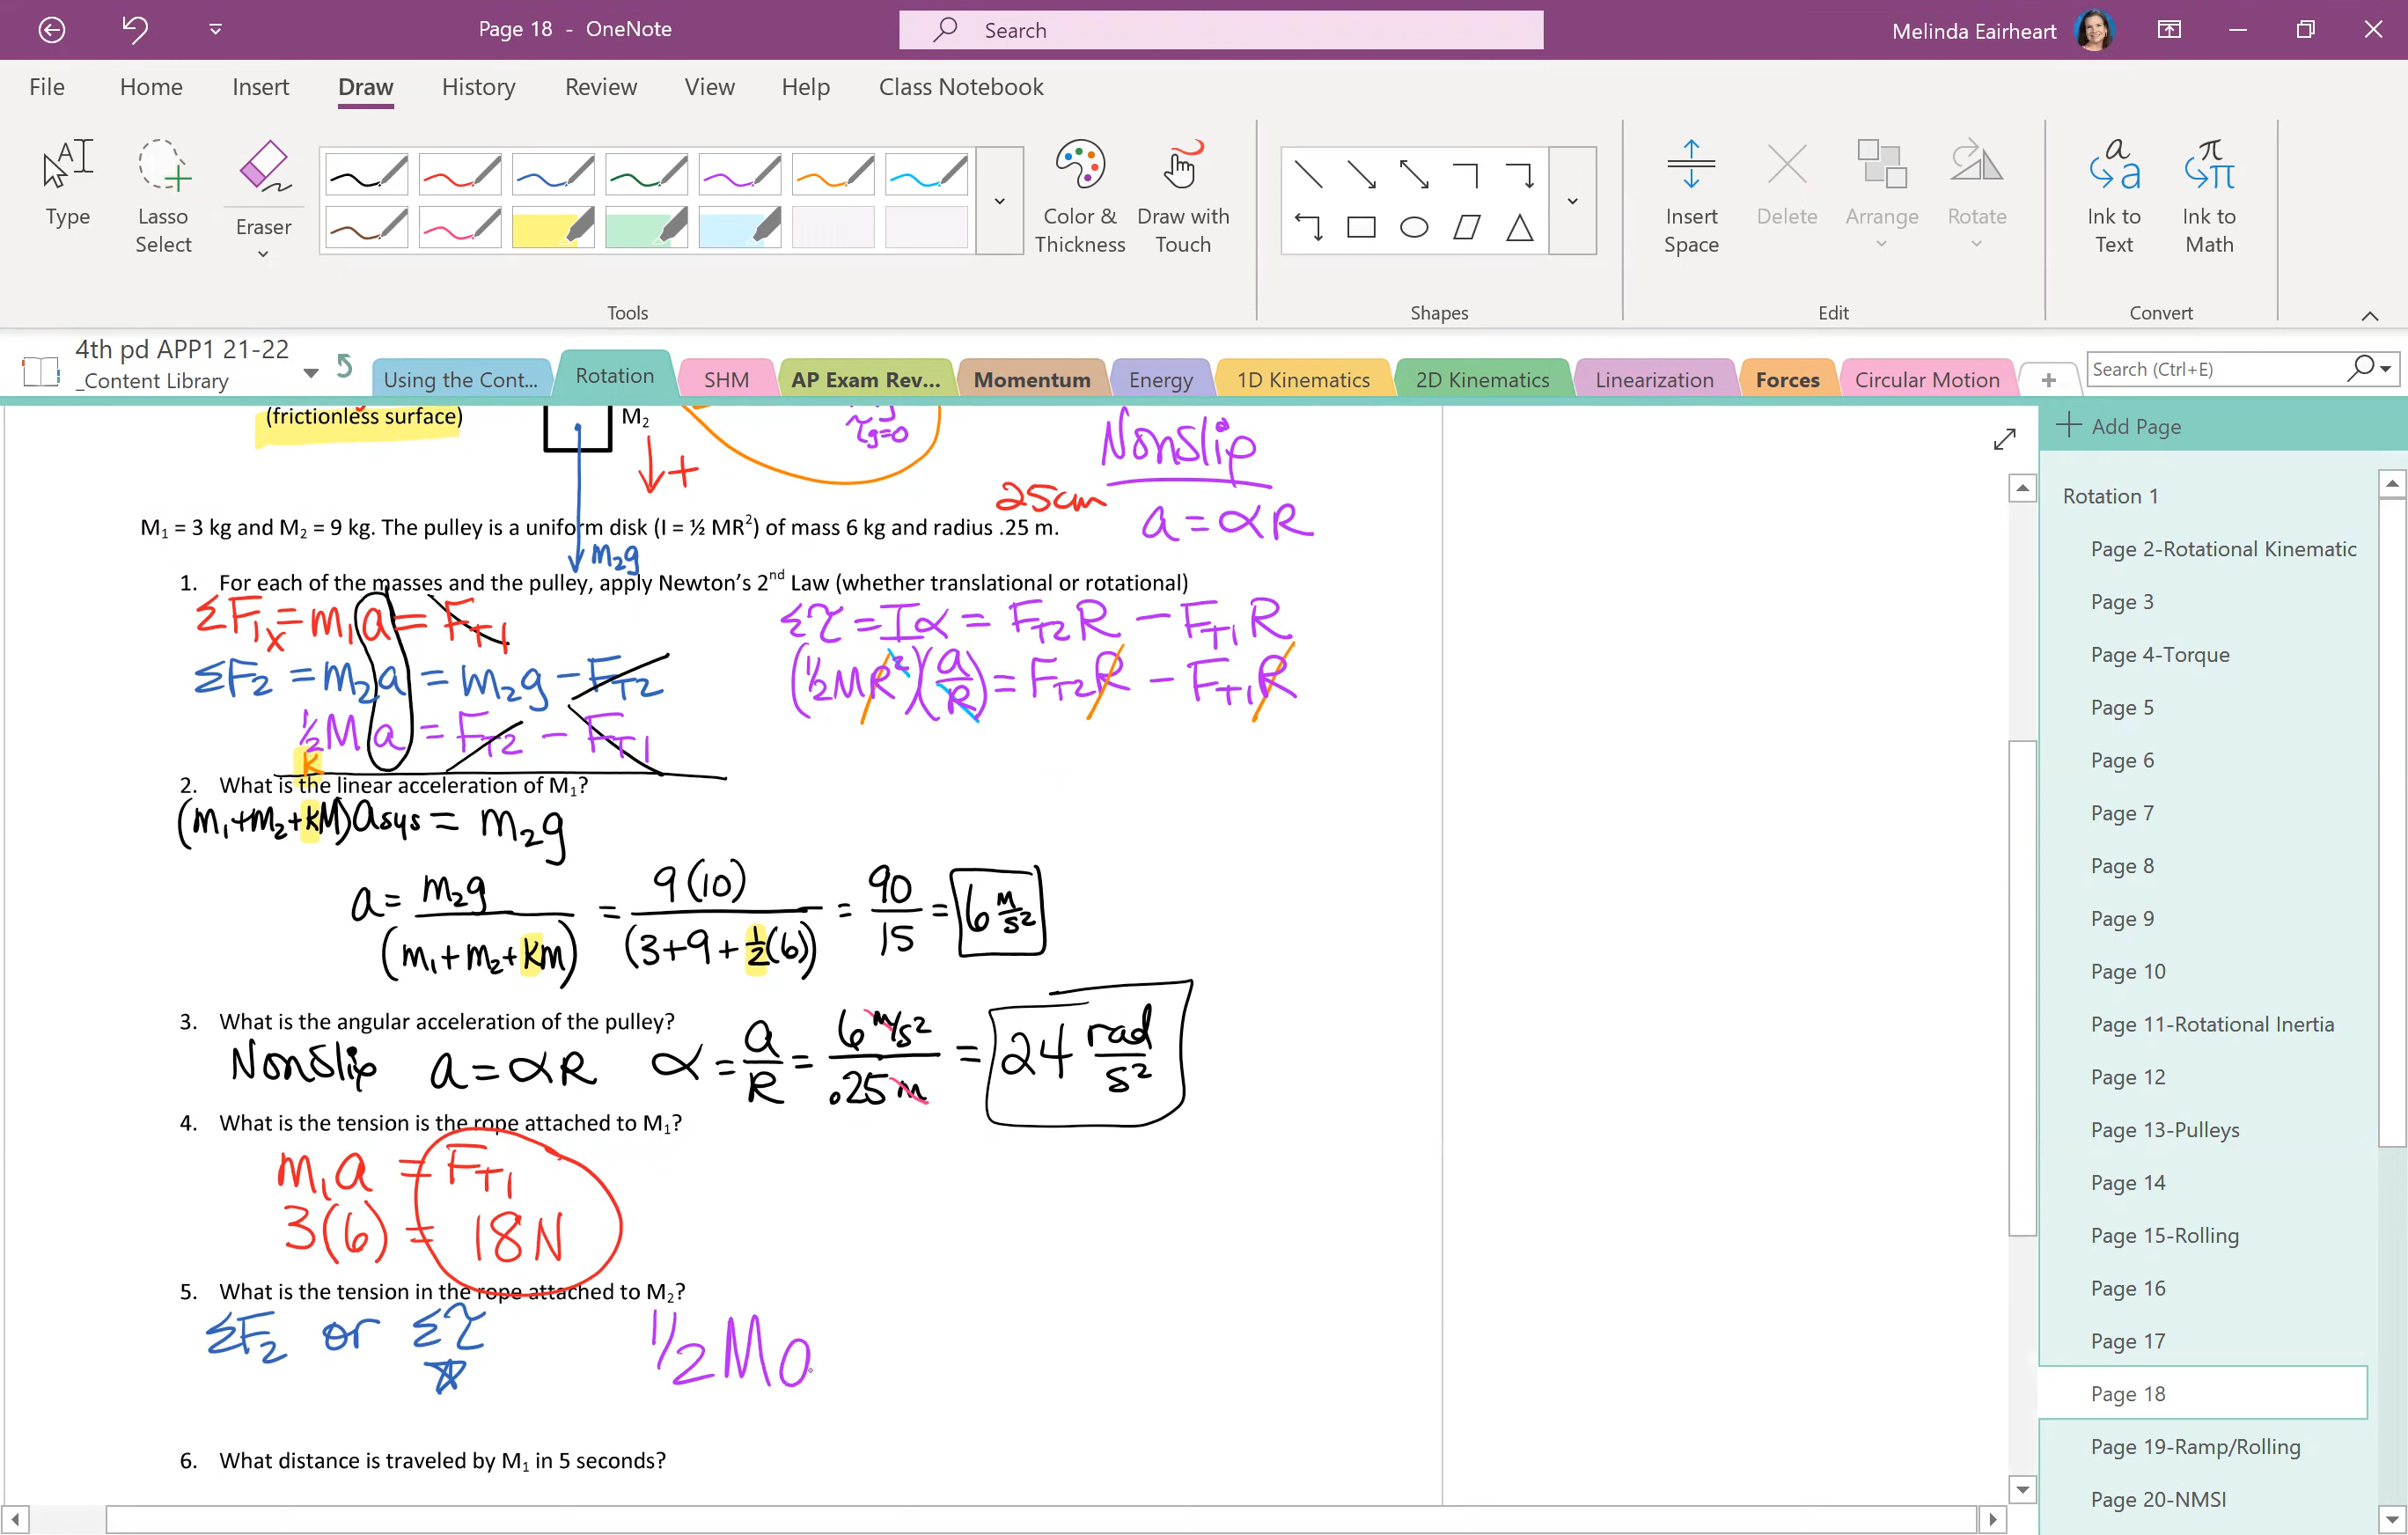 Page 18 - OneNote
Search
Melinda Eairheart
File Home Insert Draw History Review View Help Class Notebook
Type
Lasso Select
Eraser
Color & Thickness
Draw with Touch
Insert Space
Delete
Arrange
Rotate
Ink to Text
Ink to Math
Tools
Shapes
Edit
Convert
4th pd APP1 21-22
_Content Library
Using the Cont... Rotation SHM AP Exam Rev... Momentum Energy 1D Kinematics 2D Kinematics Linearization Forces Circular Motion +
Search (Ctrl+E)
(frictionless surface)
M₂
+
τg=0
Nonslip
25cm
a = αR
M₁ = 3 kg and M₂ = 9 kg. The pulley is a uniform disk (I = ½ MR²) of mass 6 kg and radius .25 m.
m₂g
1. For each of the masses and the pulley, apply Newton's 2nd Law (whether translational or rotational)
ΣF₁ₓ = m₁a = F_T1
ΣF₂ = m₂a = m₂g - F_T2
½Ma = F_T2 - F_T1
k
Στ = Iα = F_T2 R - F_T1 R
(½MR²)(a/R) = F_T2 R - F_T1 R
2. What is the linear acceleration of M₁?
(m₁+m₂+kM)asys = m₂g
a = m₂g/(m₁+m₂+km) = 9(10)/(3+9+½(6)) = 90/15 = 6 m/s²
3. What is the angular acceleration of the pulley?
Nonslip a = αR α = a/R = 6 m/s²/.25m = 24 rad/s²
4. What is the tension is the rope attached to M₁?
m₁a = F_T1
3(6) = 18N
5. What is the tension in the rope attached to M₂?
ΣF₂ or Στ
½Mo
6. What distance is traveled by M₁ in 5 seconds?
Add Page
Rotation 1
Page 2-Rotational Kinematic
Page 3
Page 4-Torque
Page 5
Page 6
Page 7
Page 8
Page 9
Page 10
Page 11-Rotational Inertia
Page 12
Page 13-Pulleys
Page 14
Page 15-Rolling
Page 16
Page 17
Page 18
Page 19-Ramp/Rolling
Page 20-NMSI